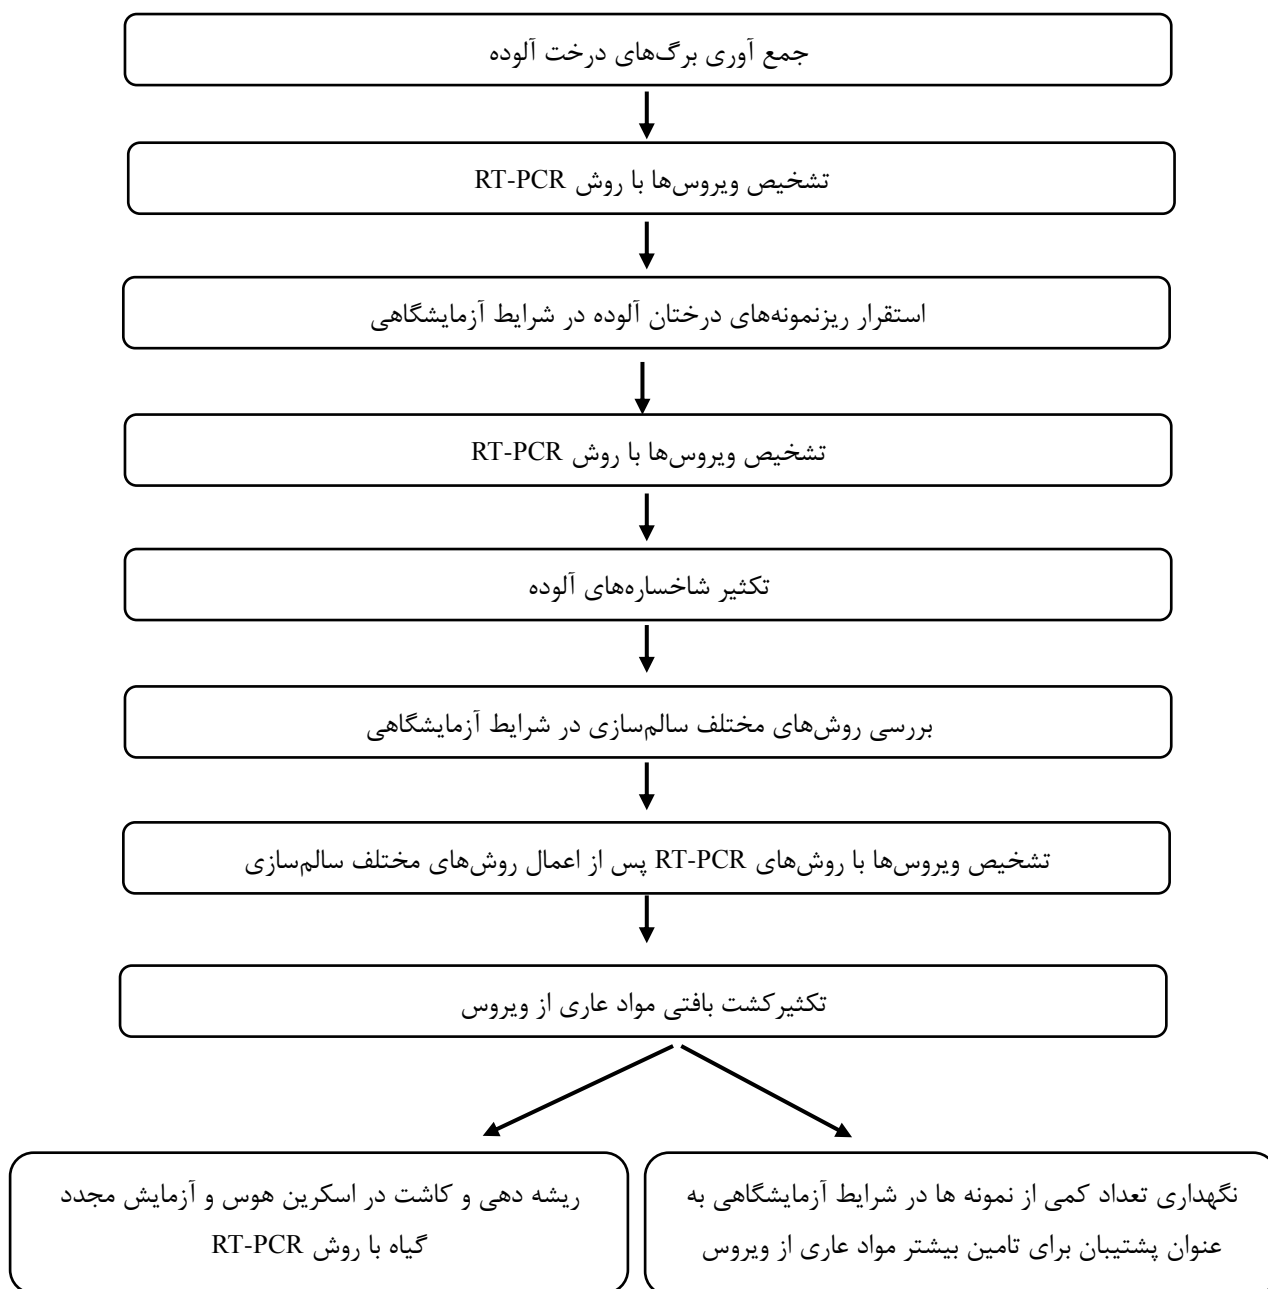 جمع آوری برگ‌های درخت آلوده
تشخیص ویروس‌ها با روش RT-PCR
استقرار ریزنمونه‌های درختان آلوده در شرایط آزمایشگاهی
تشخیص ویروس‌ها با روش RT-PCR
تکثیر شاخساره‌های آلوده
بررسی روش‌های مختلف سالم‌سازی در شرایط آزمایشگاهی
تشخیص ویروس‌ها با روش‌های RT-PCR پس از اعمال روش‌های مختلف سالم‌سازی
تکثیرکشت بافتی مواد عاری از ویروس
نگهداری تعداد کمی از نمونه ها در شرایط آزمایشگاهی به
عنوان پشتیبان برای تامین بیشتر مواد عاری از ویروس
ریشه دهی و کاشت در اسکرین هوس و آزمایش مجدد
گیاه با روش RT-PCR